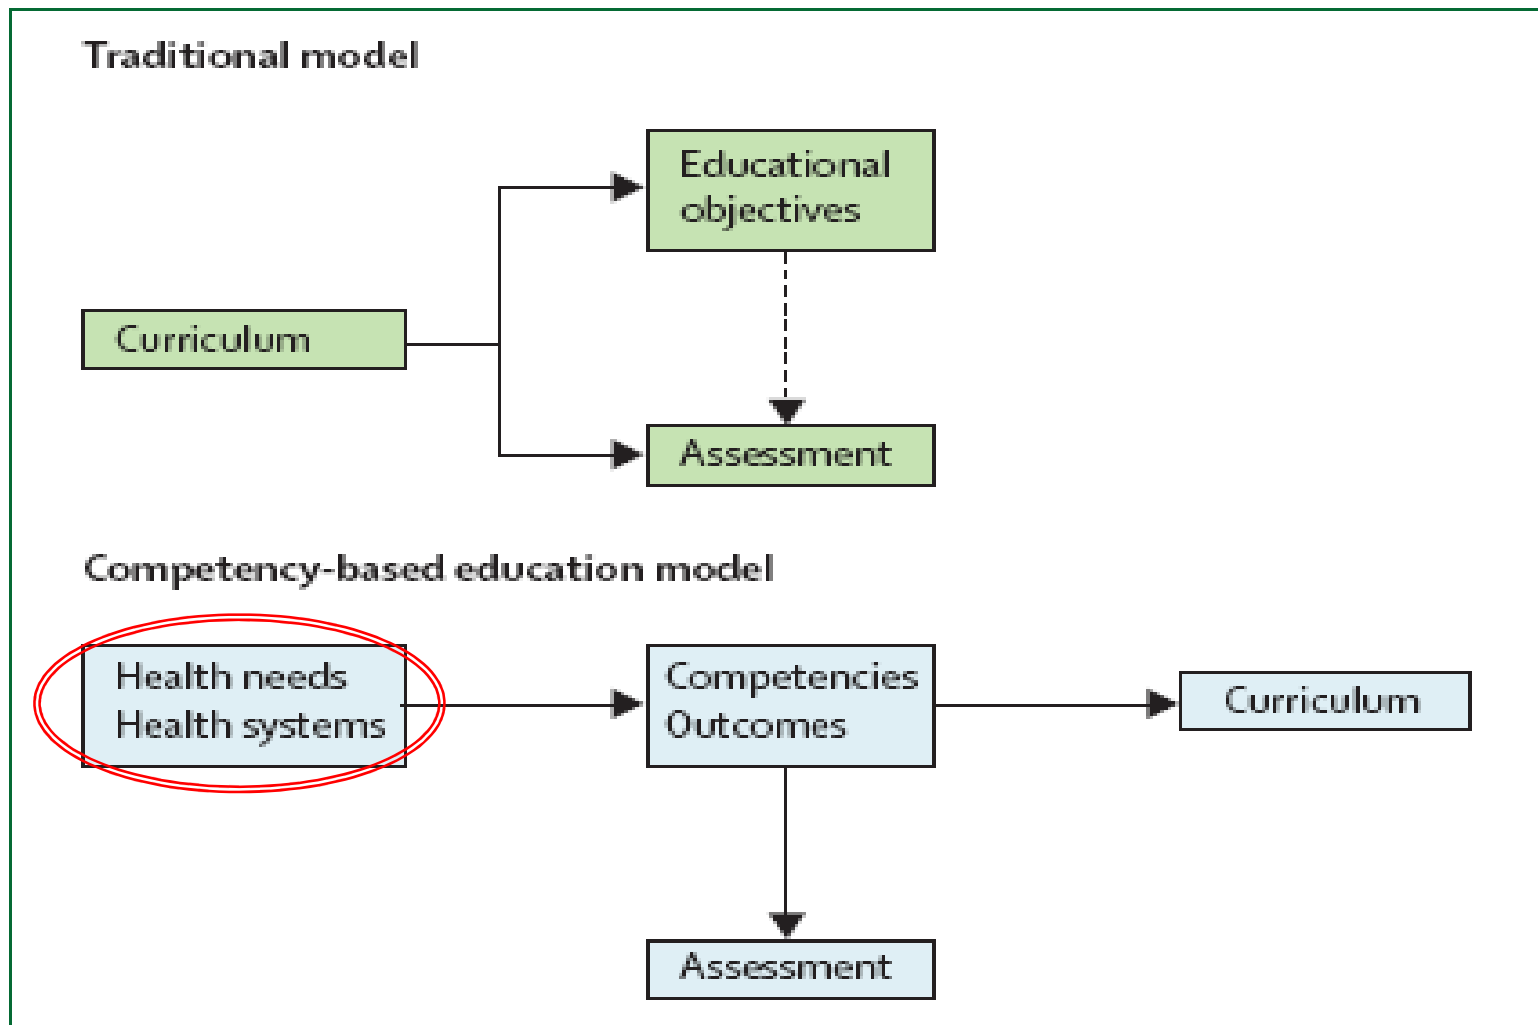 Traditional model
Educational
objectives
Curriculum
Assessment
Competency-based education model
Health needs
Health systems
Competencies
Outcomes
Curriculum
Assessment